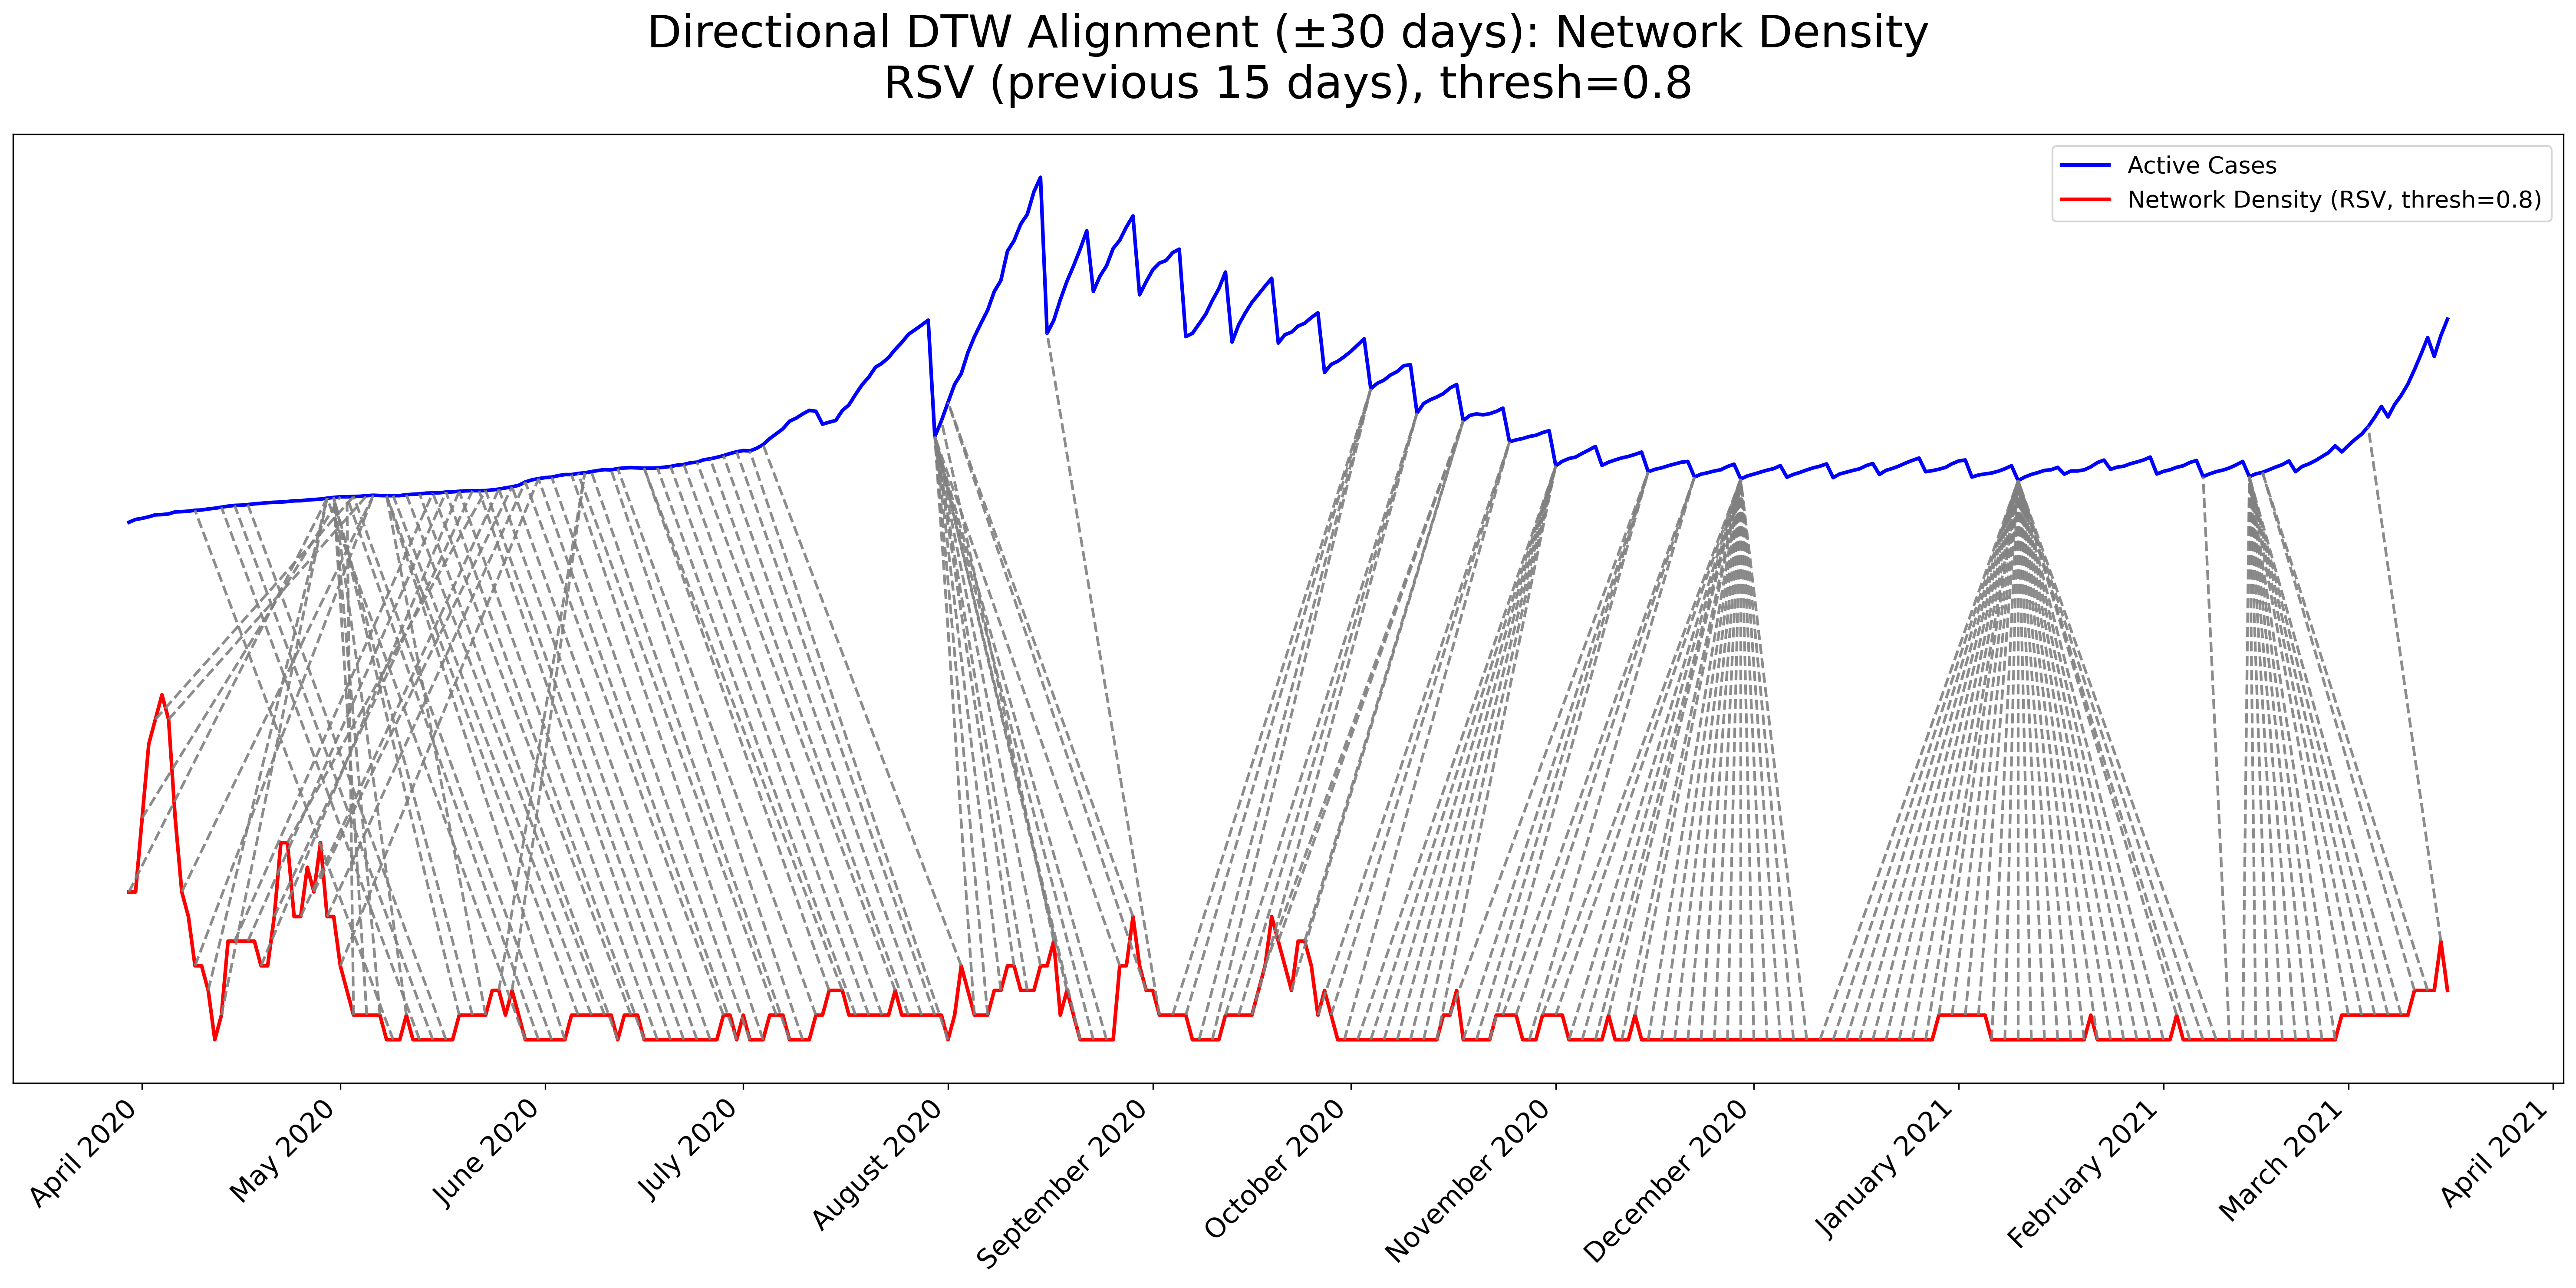 Directional DTW Alignment (±30 days): Network Density
RSV (previous 15 days), thresh=0.8
Active Cases
Network Density (RSV, thresh=0.8)
April 2020
May 2020
June 2020
July 2020
August 2020
September 2020
October 2020
November 2020
December 2020
January 2021
February 2021
March 2021
April 2021